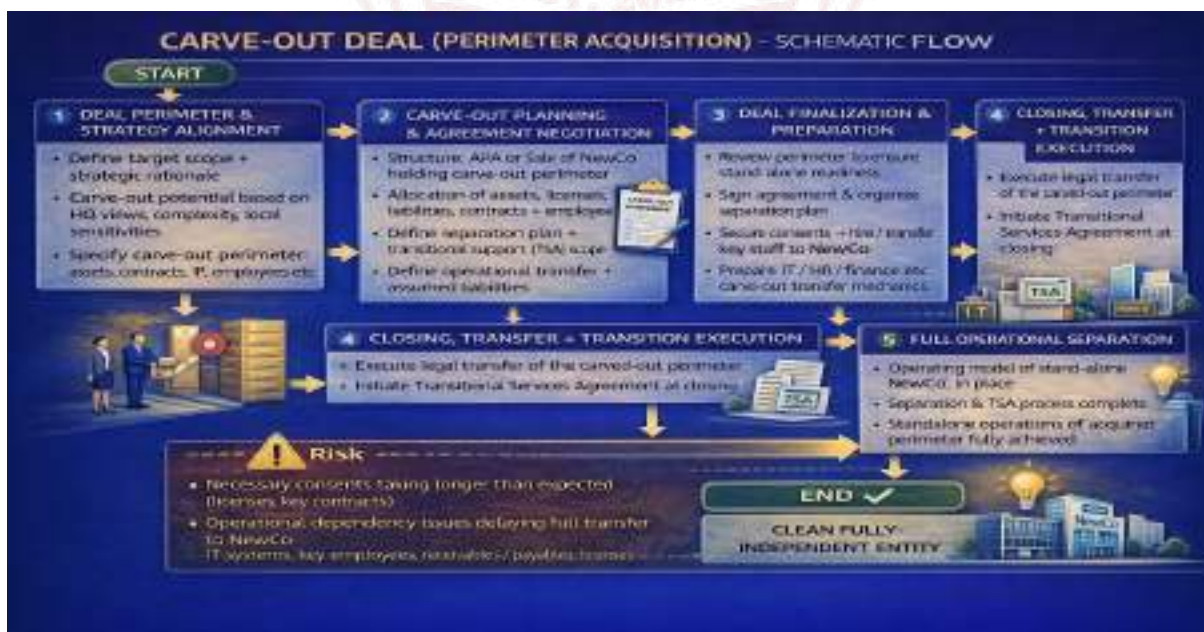 CARVE-OUT DEAL (PERIMETER ACQUISITION) – SCHEMATIC FLOW
START
1 DEAL PERIMETER &
STRATEGY ALIGNMENT
• Define target scope +
strategic rationale
• Carve-out potential based on
HQ views, complexity, local
sensitivities
• Specify carve-out perimeter
assets, contracts, IP, employees etc
2 CARVE-OUT PLANNING
& AGREEMENT NEGOTIATION
• Structure: APA or Sale of NewCo
holding carve-out perimeter
• Allocation of assets, licenses,
liabilities, contracts + employees
• Define separation plan +
transitional support (TSA) scope
• Define operational transfer +
assumed liabilities
3 DEAL FINALIZATION &
PREPARATION
• Review perimeter to ensure
stand-alone readiness
• Sign agreement & organise
separation plan
• Secure consents + Hire / transfer
key staff to NewCo
• Prepare IT / HR / finance etc
carve-out transfer mechanics
4 CLOSING, TRANSFER
+ TRANSITION
EXECUTION
• Execute legal transfer
of the carved-out perimeter
• Initiate Transitional
Services Agreement at
closing
IT
TSA
4 CLOSING, TRANSFER + TRANSITION EXECUTION
• Execute legal transfer of the carved-out perimeter
• Initiate Transitional Services Agreement at closing
TSA
5 FULL OPERATIONAL SEPARATION
• Operating model of stand-alone
NewCo, in place
• Separation & TSA process complete
• Standalone operations of acquired
perimeter fully achieved
! Risk
• Necessary consents taking longer than expected
(licenses, key contracts)
• Operational dependency issues delaying full transfer
to NewCo
IT systems, key employees, receivables / payables, licenses
END ✓
CLEAN FULLY-
INDEPENDENT ENTITY
NewCo